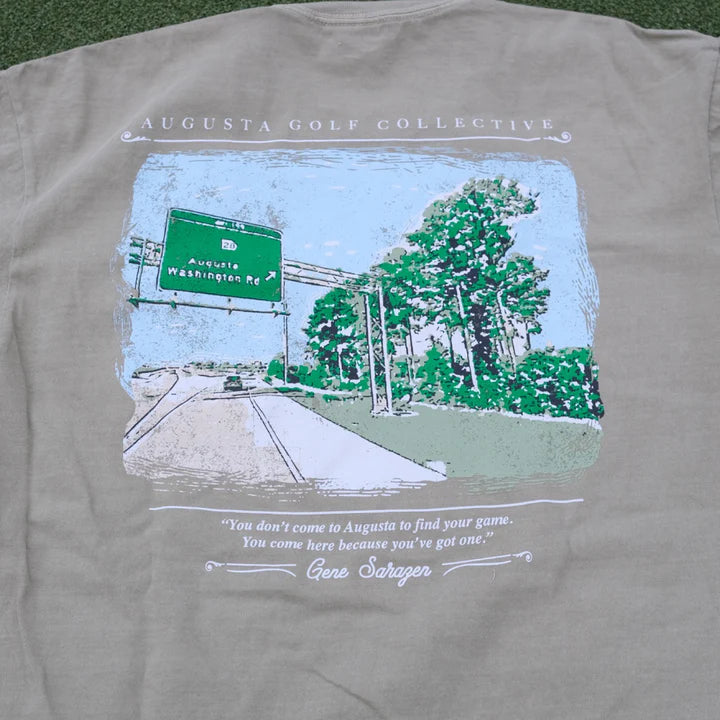 AUGUSTA GOLF COLLECTIVE
28
Augusta
Washington Rd
“You don’t come to Augusta to find your game.
You come here because you’ve got one.”
Gene Sarazen